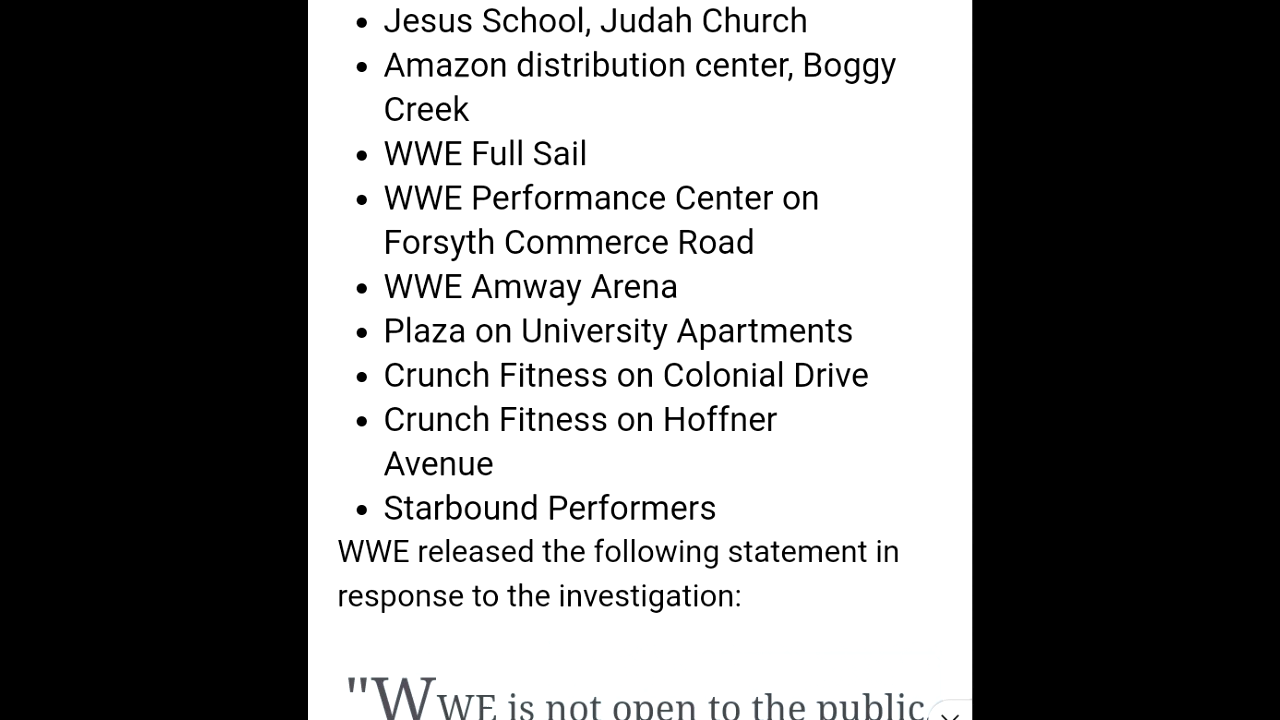 • Jesus School, Judah Church
• Amazon distribution center, Boggy
Creek
• WWE Full Sail
• WWE Performance Center on
Forsyth Commerce Road
• WWE Amway Arena
• Plaza on University Apartments
• Crunch Fitness on Colonial Drive
• Crunch Fitness on Hoffner
Avenue
• Starbound Performers
WWE released the following statement in
response to the investigation:
"WWE is not open to the public